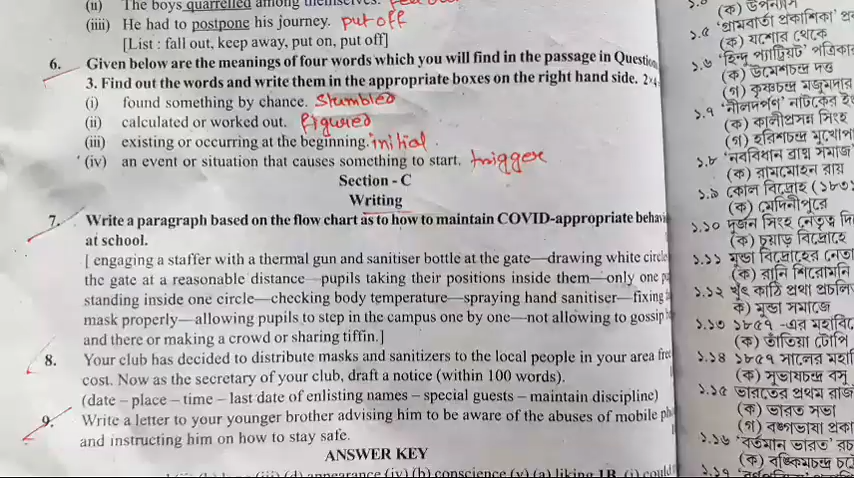 (ii) The boys quarrelled among themselves.
(iiii) He had to postpone his journey. put off
[List : fall out, keep away, put on, put off]
6. Given below are the meanings of four words which you will find in the passage in Question
3. Find out the words and write them in the appropriate boxes on the right hand side. 2×4
(i) found something by chance. Stumbled
(ii) calculated or worked out. figured
(iii) existing or occurring at the beginning. initial
(iv) an event or situation that causes something to start. trigger
Section - C
Writing
7. Write a paragraph based on the flow chart as to how to maintain COVID-appropriate behavi
at school.
[ engaging a staffer with a thermal gun and sanitiser bottle at the gate—drawing white circle
the gate at a reasonable distance—pupils taking their positions inside them—only one
standing inside one circle—checking body temperature—spraying hand sanitiser—fixing
mask properly—allowing pupils to step in the campus one by one—not allowing to gossip
and there or making a crowd or sharing tiffin.]
8. Your club has decided to distribute masks and sanitizers to the local people in your area free
cost. Now as the secretary of your club, draft a notice (within 100 words).
(date – place – time – last date of enlisting names – special guests – maintain discipline)
9. Write a letter to your younger brother advising him to be aware of the abuses of mobile
and instructing him on how to stay safe.
ANSWER KEY
appearance (iv) (b) conscience (v) (a) liking 1B. (i) could
(ক) উপন্যাস
১.৫ 'গ্রামবার্তা প্রকাশিকা'
(ক) যশোর থেকে
১.৬ 'হিন্দু প্যাট্রিয়ট' পত্রিকার
(ক) উমেশচন্দ্র দত্ত
(গ) কৃষ্ণচন্দ্র মজুমদার
১.৭ 'নীলদর্পণ' নাটকের
(ক) কালীপ্রসন্ন সিংহ
(গ) হরিশচন্দ্র মুখোপা
১.৮ 'নববিধান ব্রাহ্ম সমাজ'
(ক) রামমোহন রায়
১.৯ কোল বিদ্রোহ (১৮৩১
(ক) মেদিনীপুরে
১.১০ দুর্জন সিংহ নেতৃত্ব দি
(ক) চুয়াড় বিদ্রোহে
১.১১ মুন্ডা বিদ্রোহের নেতা
(ক) রানি শিরোমনি
১.১২ খুৎ কাঠি প্রথা প্রচলি
ক) মুন্ডা সমাজে
১.১৩ ১৮৫৭ -এর মহাবি
(ক) তাঁতিয়া টোপি
১.১৪ ১৮৫৭ সালের মহা
(ক) সুভাষচন্দ্র বসু
১.১৫ ভারতের প্রথম রাজ
(ক) ভারত সভা
(গ) বঙ্গভাষা প্রকা
১.১৬ 'বর্তমান ভারত' রচ
(ক) বঙ্কিমচন্দ্র
১.১৭